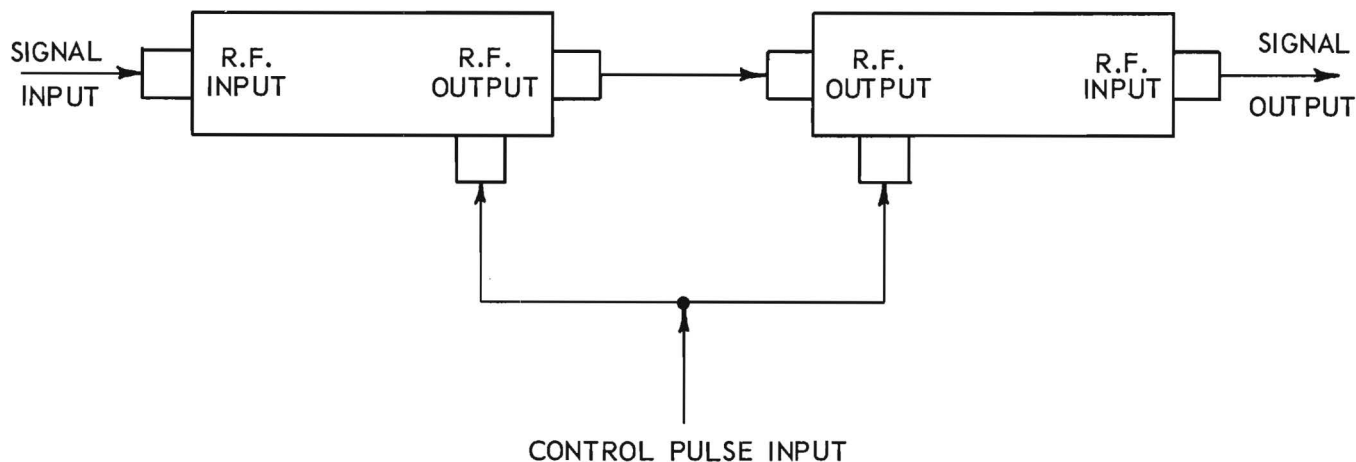 SIGNAL
INPUT
R.F.
INPUT
R.F.
OUTPUT
R.F.
OUTPUT
R.F.
INPUT
SIGNAL
OUTPUT
CONTROL PULSE INPUT